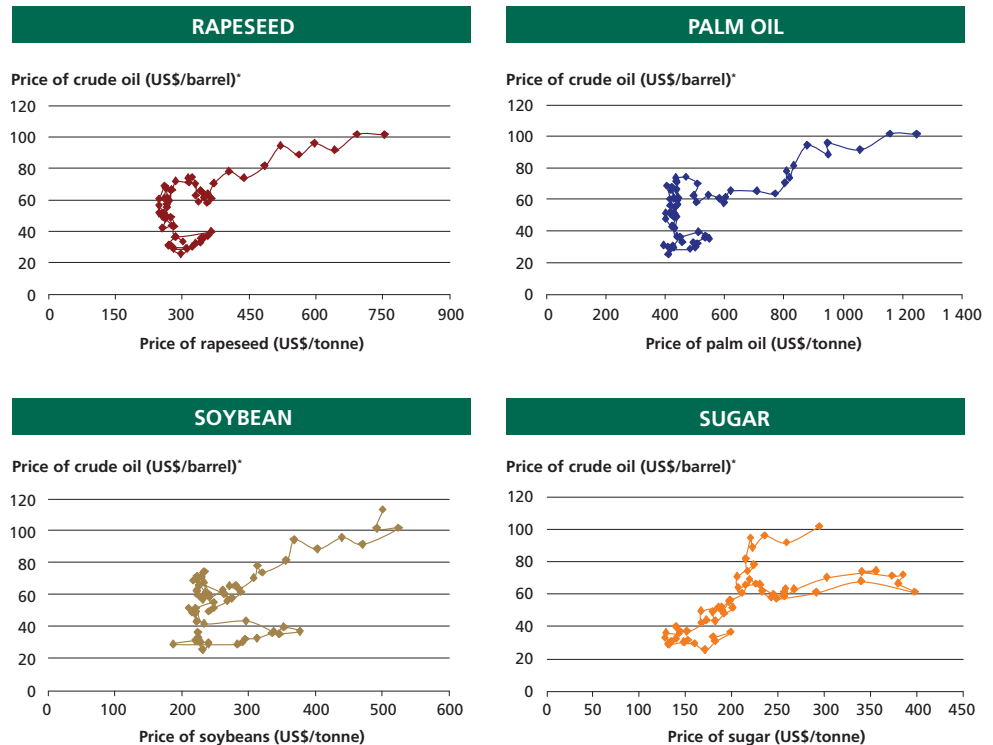 RAPESEED
Price of crude oil (US$/barrel)*
120
100
80
60
40
20
0
0 150 300 450 600 750 900
Price of rapeseed (US$/tonne)
PALM OIL
Price of crude oil (US$/barrel)*
120
100
80
60
40
20
0
0 200 400 600 800 1 000 1 200 1 400
Price of palm oil (US$/tonne)
SOYBEAN
Price of crude oil (US$/barrel)*
120
100
80
60
40
20
0
0 100 200 300 400 500 600
Price of soybeans (US$/tonne)
SUGAR
Price of crude oil (US$/barrel)*
120
100
80
60
40
20
0
0 50 100 150 200 250 300 350 400 450
Price of sugar (US$/tonne)